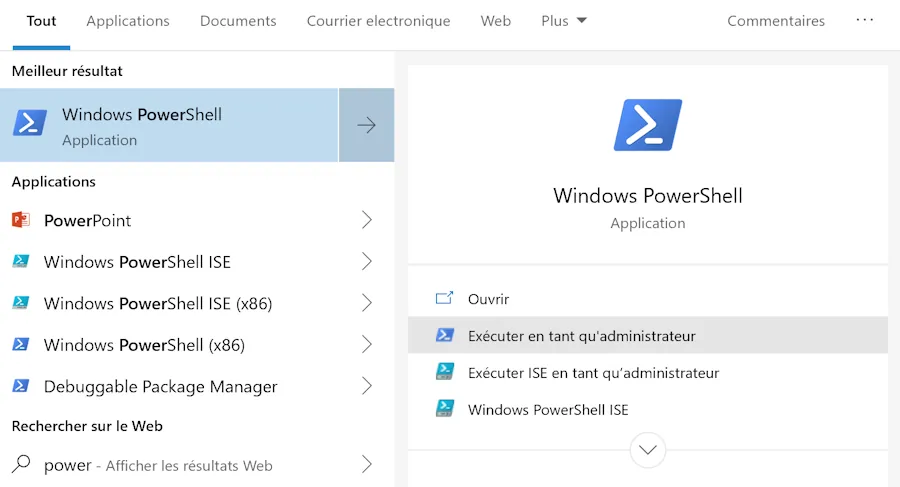 Tout Applications Documents Courrier electronique Web Plus Commentaires ...
Meilleur résultat
Windows PowerShell
Application
Applications
PowerPoint
Windows PowerShell ISE
Windows PowerShell ISE (x86)
Windows PowerShell (x86)
Debuggable Package Manager
Rechercher sur le Web
power - Afficher les résultats Web
Windows PowerShell
Application
Ouvrir
Exécuter en tant qu'administrateur
Exécuter ISE en tant qu’administrateur
Windows PowerShell ISE